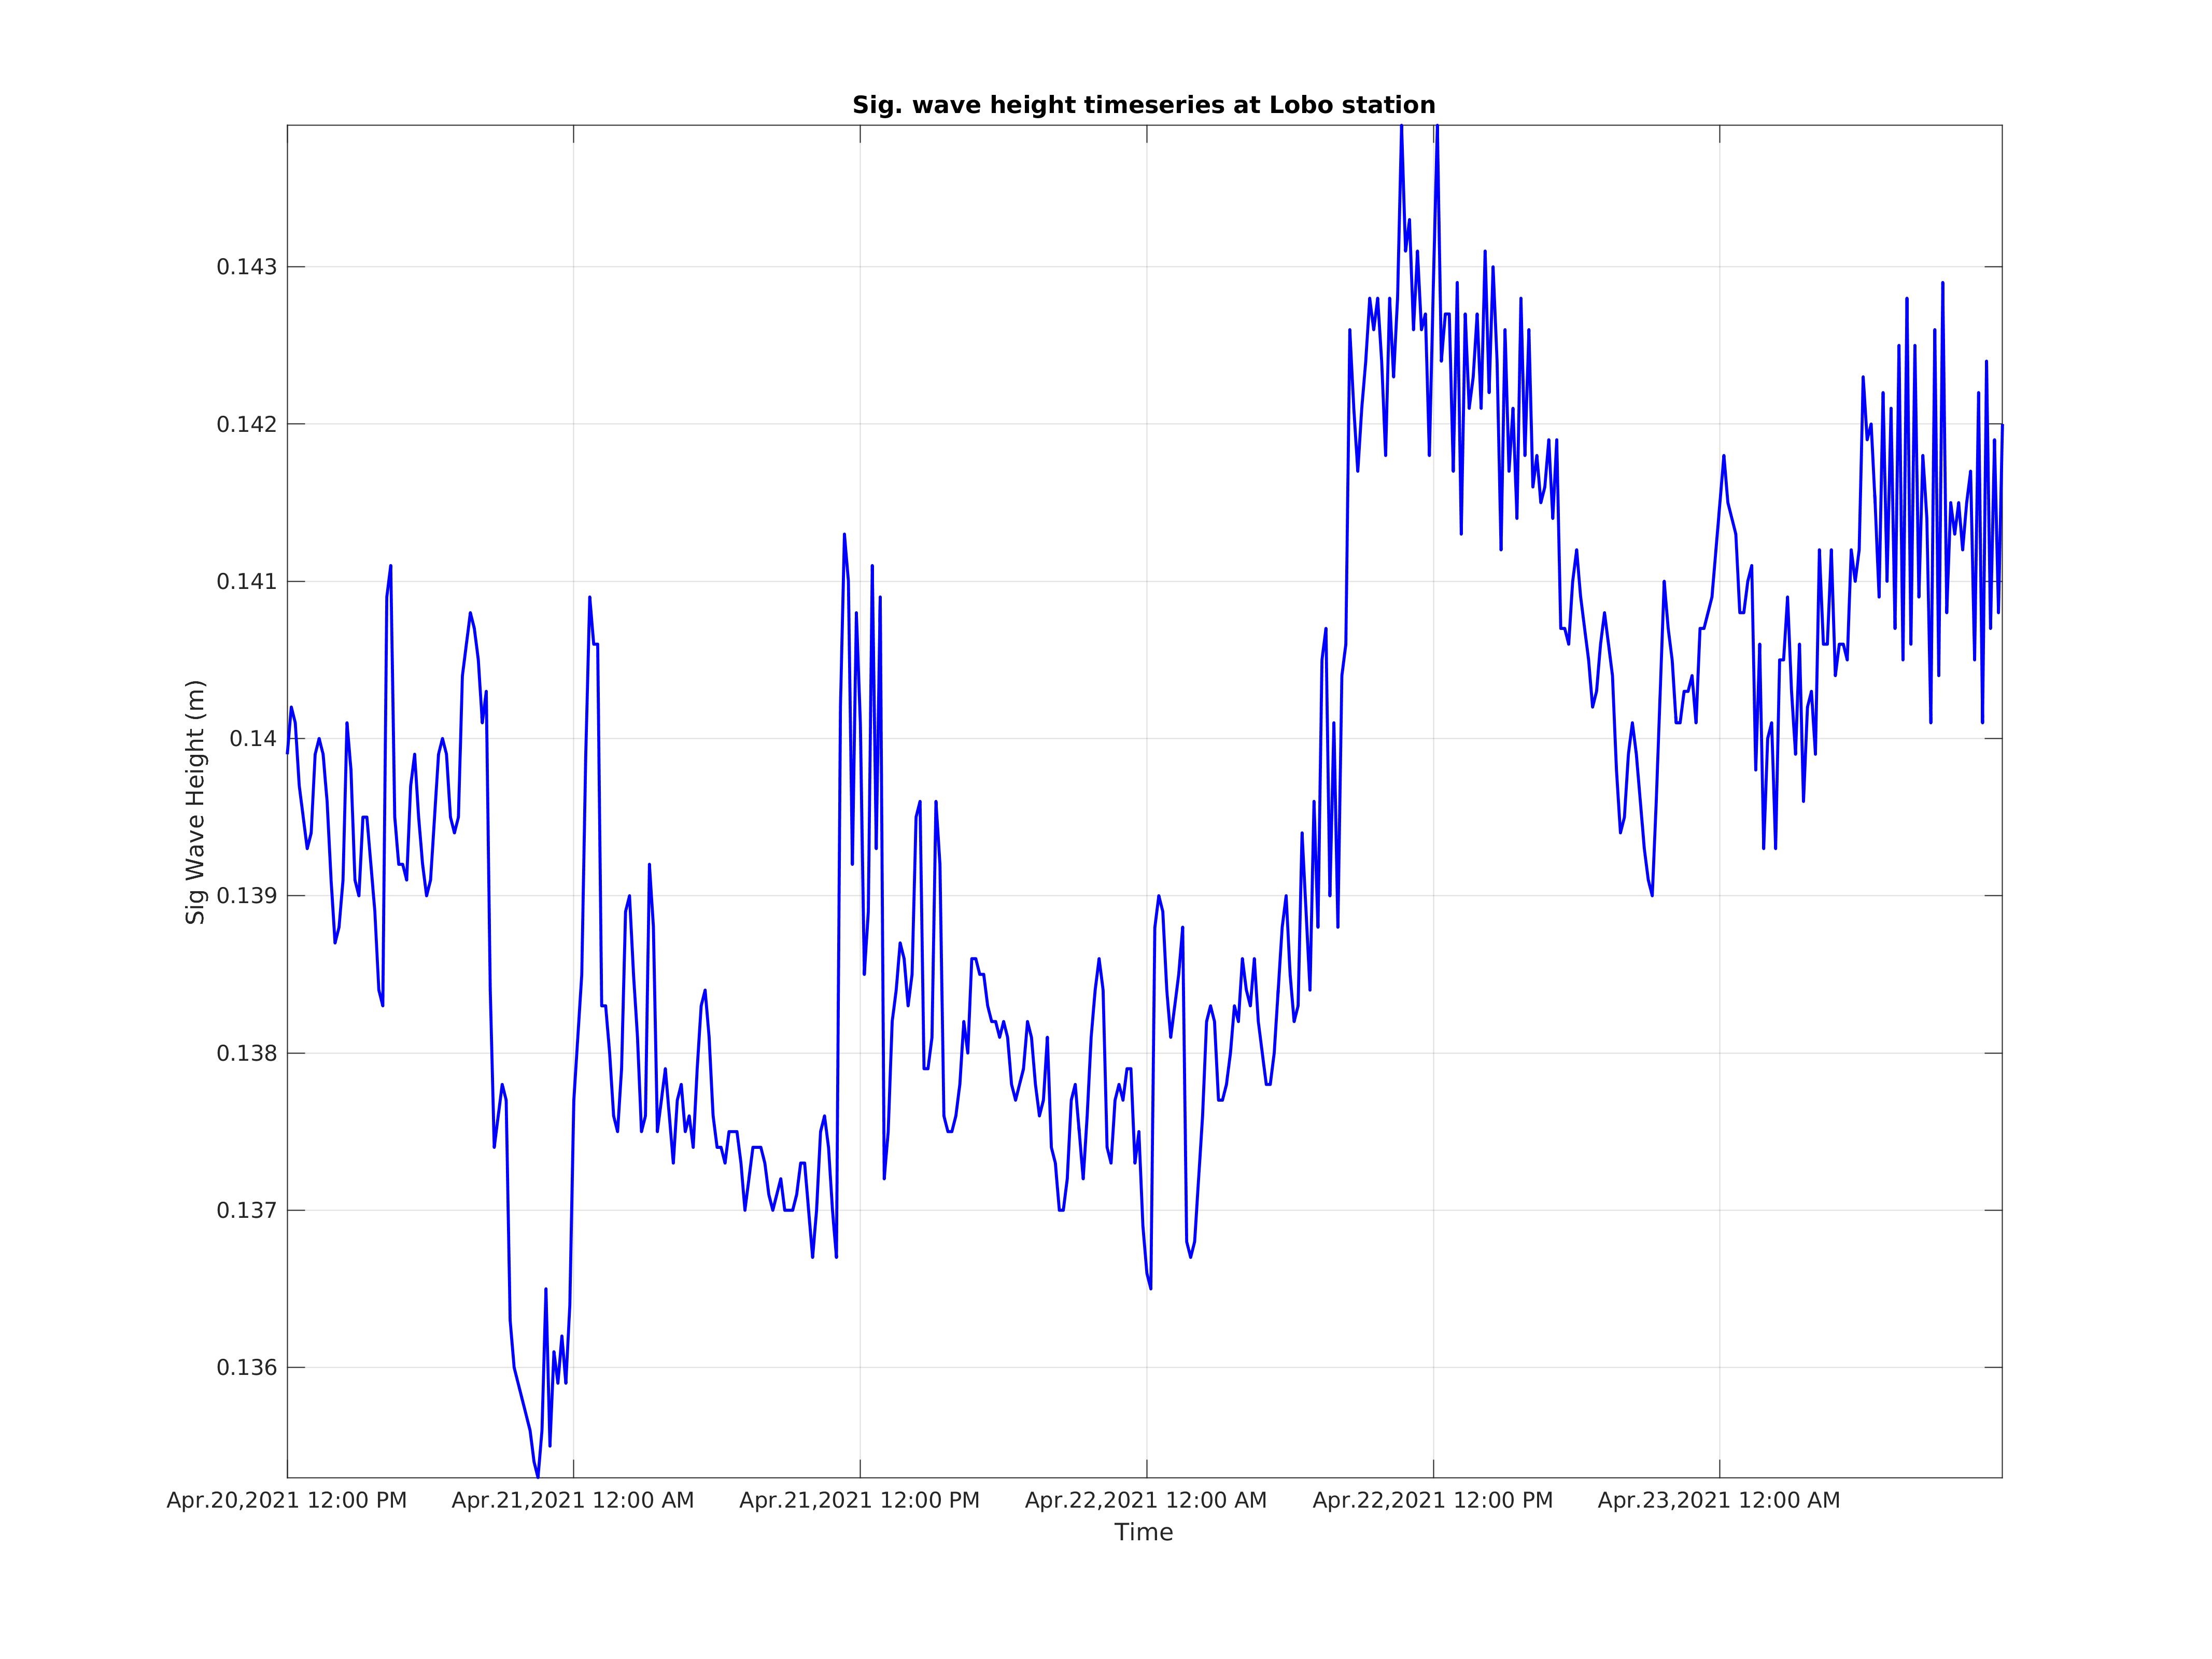 Sig. wave height timeseries at Lobo station
0.143
0.142
0.141
0.14
0.139
0.138
0.137
0.136
Sig Wave Height (m)
Apr.20,2021 12:00 PM Apr.21,2021 12:00 AM Apr.21,2021 12:00 PM Apr.22,2021 12:00 AM Apr.22,2021 12:00 PM Apr.23,2021 12:00 AM
Time